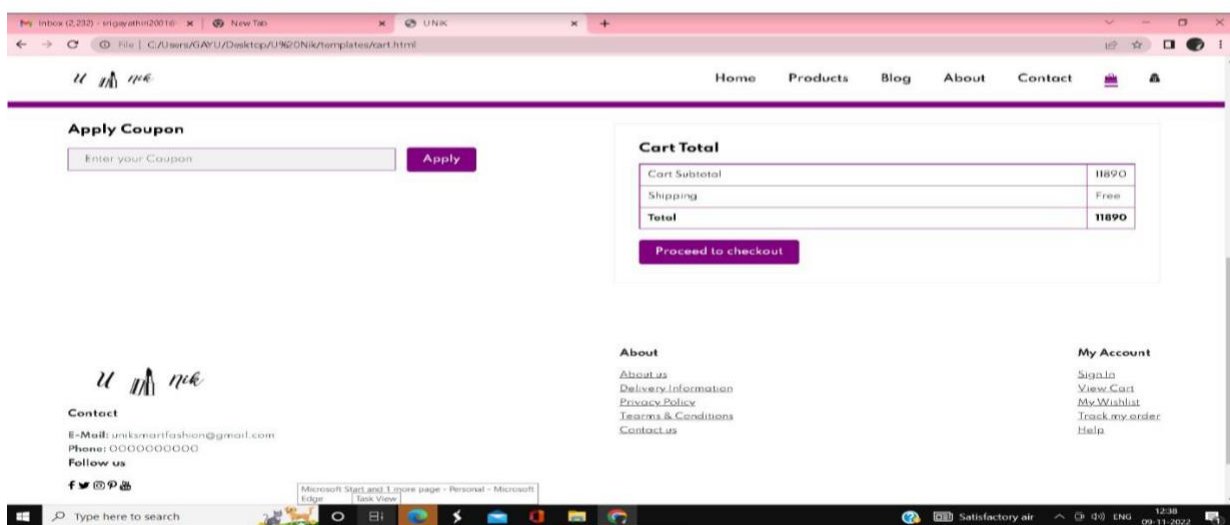 Inbox (2,232) - srigayathiri20016
New Tab
UNIK
File | C:/Users/GAYU/Desktop/U%20Nik/templates/cart.html
U nik
Home Products Blog About Contact
Apply Coupon
Enter your Coupon
Apply
Cart Total
Cart Subtotal 11890
Shipping Free
Total 11890
Proceed to checkout
U nik
Contact
E-Mail: uniksmartfashion@gmail.com
Phone: 0000000000
Follow us
About
About us
Delivery Information
Privacy Policy
Tearms & Conditions
Contact us
My Account
Sign In
View Cart
My Wishlist
Track my order
Help
Microsoft Start and 1 more page - Personal - Microsoft
Edge
Task View
Type here to search
Satisfactory air
ENG
12:38
09-11-2022